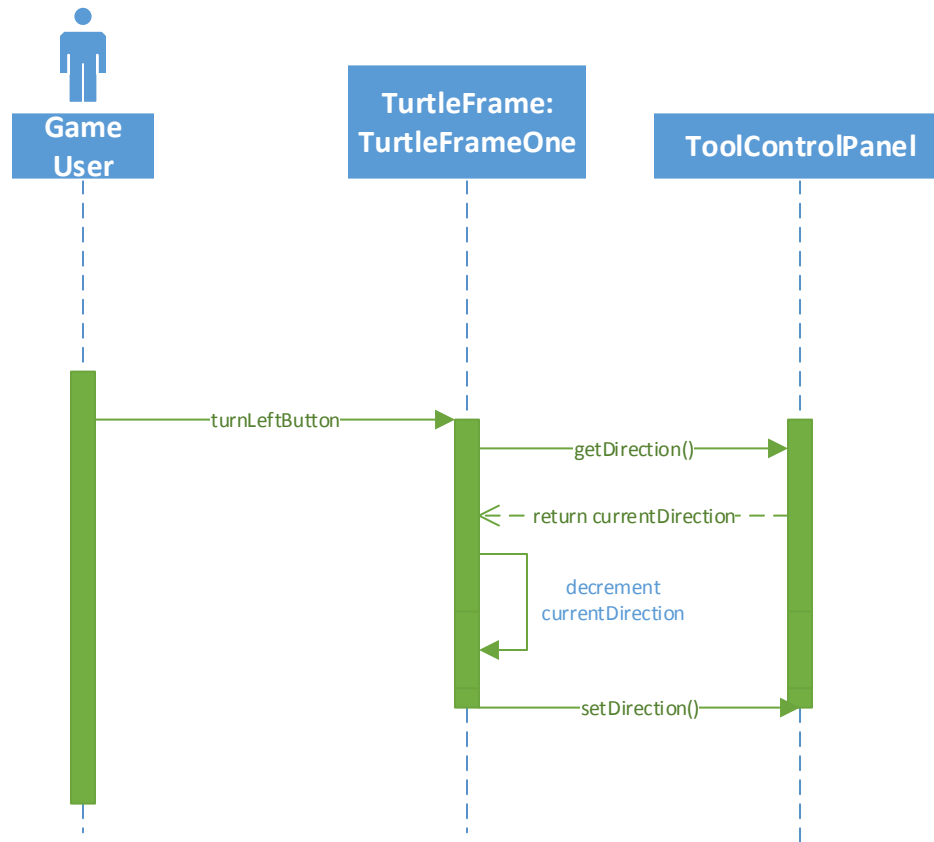 Game
User
TurtleFrame:
TurtleFrameOne
ToolControlPanel
turnLeftButton
getDirection()
return currentDirection
decrement
currentDirection
setDirection()